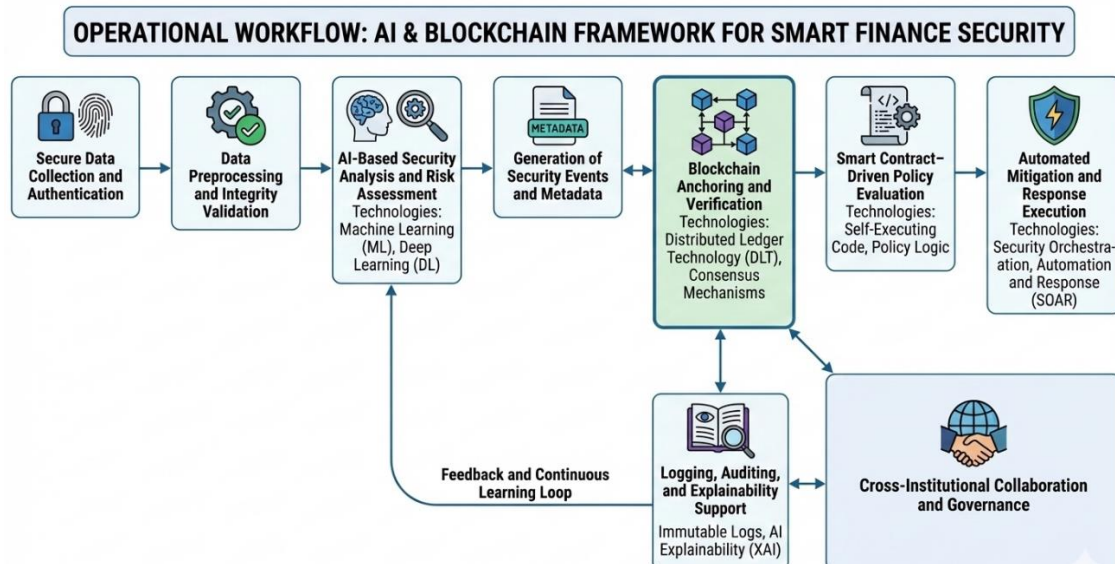 OPERATIONAL WORKFLOW: AI & BLOCKCHAIN FRAMEWORK FOR SMART FINANCE SECURITY
Secure Data
Collection and
Authentication
Data
Preprocessing
and Integrity
Validation
AI-Based Security
Analysis and Risk
Assessment
Technologies:
Machine Learning
(ML), Deep
Learning (DL)
METADATA
Generation of
Security Events
and Metadata
Blockchain
Anchoring and
Verification
Technologies:
Distributed Ledger
Technology (DLT),
Consensus
Mechanisms
</>
Smart Contract–
Driven Policy
Evaluation
Technologies:
Self-Executing
Code, Policy Logic
Automated
Mitigation and
Response
Execution
Technologies:
Security Orchestra-
ation, Automation
and Response
(SOAR)
Feedback and Continuous
Learning Loop
Logging, Auditing,
and Explainability
Support
Immutable Logs, AI
Explainability (XAI)
Cross-Institutional Collaboration
and Governance